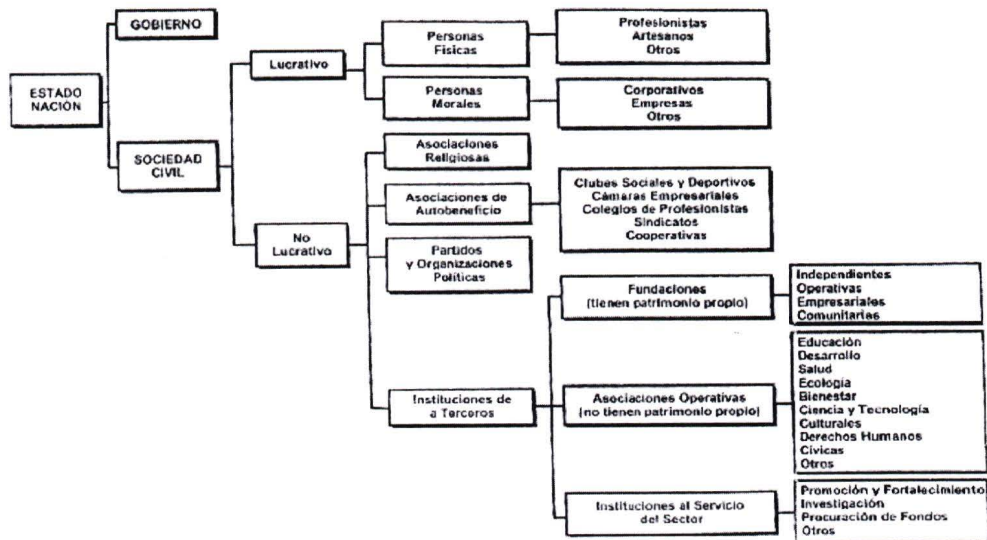 GOBIERNO
ESTADO
NACIÓN
SOCIEDAD
CIVIL
Lucrativo
Personas
Físicas
Profesionistas
Artesanos
Otros
Personas
Morales
Corporativos
Empresas
Otros
No
Lucrativo
Asociaciones
Religiosas
Asociaciones de
Autobeneficio
Clubes Sociales y Deportivos
Cámaras Empresariales
Colegios de Profesionistas
Sindicatos
Cooperativas
Partidos
y Organizaciones
Políticas
Instituciones de
a Terceros
Fundaciones
(tienen patrimonio propio)
Independientes
Operativas
Empresariales
Comunitarias
Asociaciones Operativas
(no tienen patrimonio propio)
Educación
Desarrollo
Salud
Ecología
Bienestar
Ciencia y Tecnología
Culturales
Derechos Humanos
Cívicas
Otros
Instituciones al Servicio
del Sector
Promoción y Fortalecimiento
Investigación
Procuración de Fondos
Otros